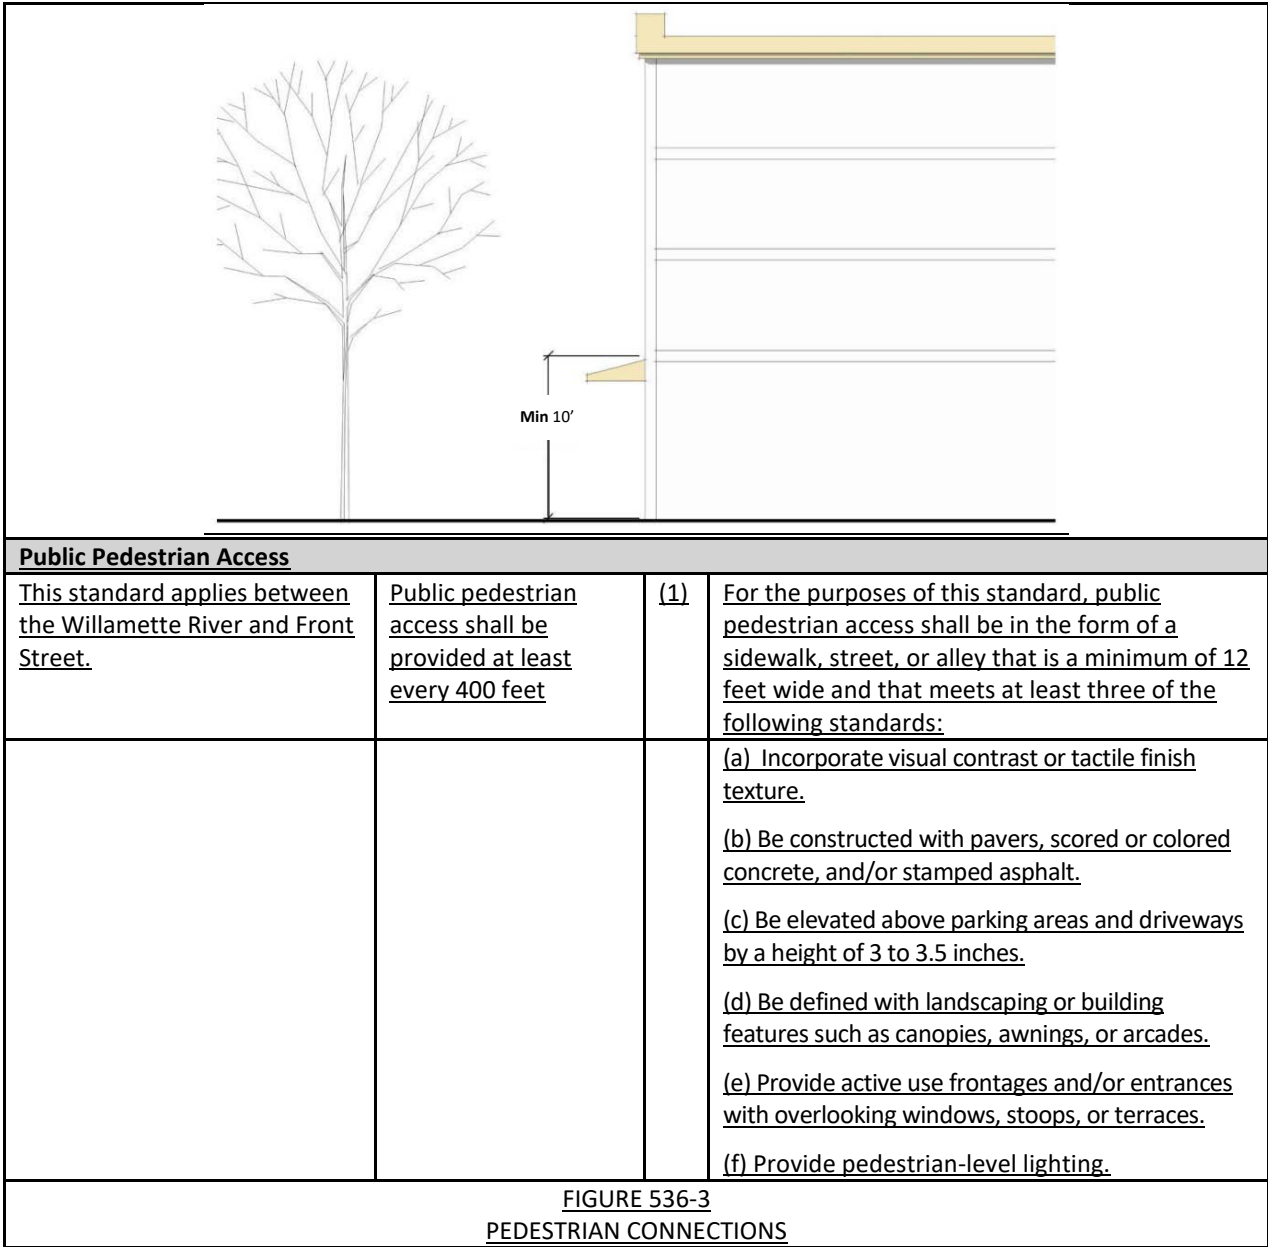 Min 10’
Public Pedestrian Access
This standard applies between
the Willamette River and Front
Street.
Public pedestrian
access shall be
provided at least
every 400 feet
(1)
For the purposes of this standard, public
pedestrian access shall be in the form of a
sidewalk, street, or alley that is a minimum of 12
feet wide and that meets at least three of the
following standards:
(a) Incorporate visual contrast or tactile finish
texture.
(b) Be constructed with pavers, scored or colored
concrete, and/or stamped asphalt.
(c) Be elevated above parking areas and driveways
by a height of 3 to 3.5 inches.
(d) Be defined with landscaping or building
features such as canopies, awnings, or arcades.
(e) Provide active use frontages and/or entrances
with overlooking windows, stoops, or terraces.
(f) Provide pedestrian-level lighting.
FIGURE 536-3
PEDESTRIAN CONNECTIONS